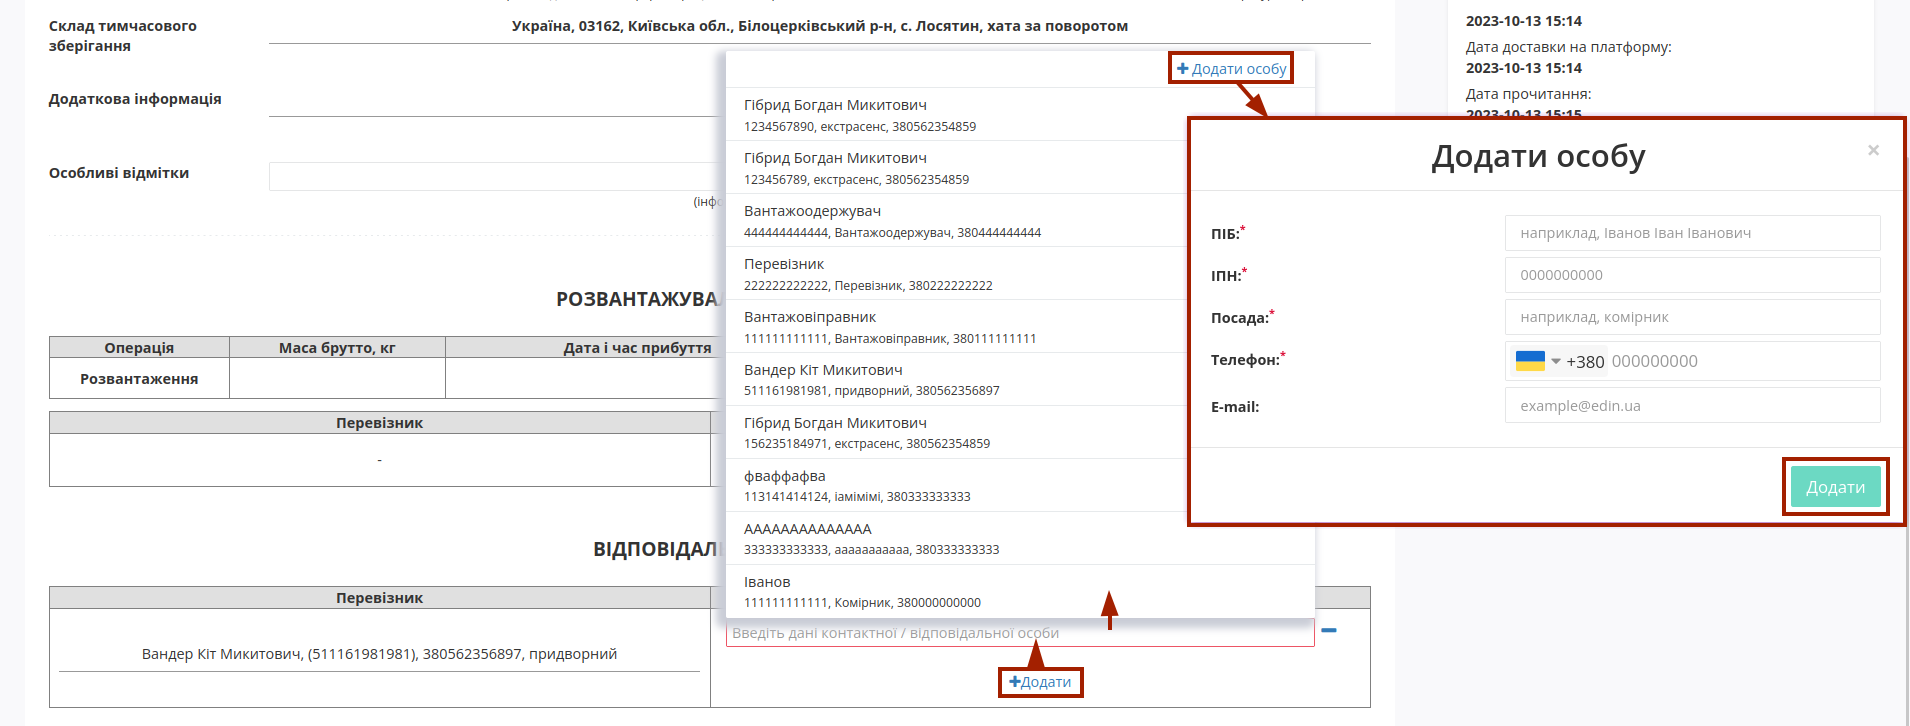 Склад тимчасового
зберігання
Україна, 03162, Київська обл., Білоцерківський р-н, с. Лосятин, хата за поворотом
Додаткова інформація
Особливі відмітки
(інфо
РОЗВАНТАЖУВА
Операція
Маса брутто, кг
Дата і час прибуття
Розвантаження
Перевізник
-
ВІДПОВІДАЛ
Перевізник
Вандер Кіт Микитович, (511161981981), 380562356897, придворний
Додати особу
Гібрид Богдан Микитович
1234567890, екстрасенс, 380562354859
Гібрид Богдан Микитович
123456789, екстрасенс, 380562354859
Вантажоодержувач
444444444444, Вантажоодержувач, 380444444444
Перевізник
222222222222, Перевізник, 380222222222
Вантажовіправник
111111111111, Вантажовіправник, 380111111111
Вандер Кіт Микитович
511161981981, придворний, 380562356897
Гібрид Богдан Микитович
156235184971, екстрасенс, 380562354859
фваффафва
113141414124, іамімімі, 380333333333
АААААААААААААА
333333333333, ааааааааааа, 380333333333
Іванов
111111111111, Комірник, 380000000000
Введіть дані контактної / відповідальної особи
Додати
2023-10-13 15:14
Дата доставки на платформу:
2023-10-13 15:14
Дата прочитання:
2023-10-13 15:15
Додати особу
×
ПІБ:*
наприклад, Іванов Іван Іванович
ІПН:*
0000000000
Посада:*
наприклад, комірник
Телефон:*
+380 000000000
E-mail:
example@edin.ua
Додати